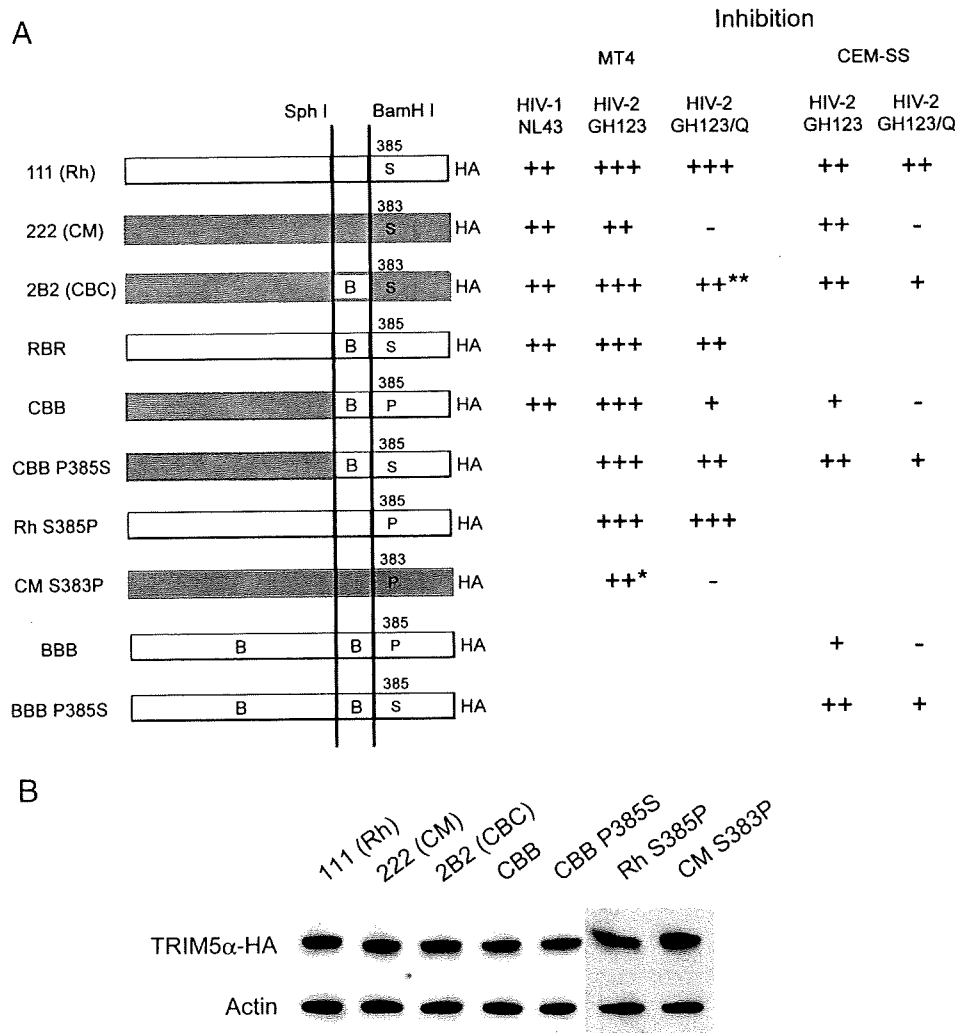 A
Inhibition
MT4 CEM-SS
Sph I BamH I
HIV-1 NL43 HIV-2 GH123 HIV-2 GH123/Q HIV-2 GH123 HIV-2 GH123/Q
385
111 (Rh) S HA ++ +++ +++ ++ ++
383
222 (CM) S HA ++ ++ - ++ -
383
2B2 (CBC) B S HA ++ +++ ++** ++ +
385
RBR B S HA ++ +++ ++
385
CBB B P HA ++ +++ + + -
385
CBB P385S B S HA +++ ++ ++ +
385
Rh S385P P HA +++ +++
383
CM S383P P HA ++* -
385
BBB B B P HA + -
385
BBB P385S B B S HA ++ +
B
111 (Rh) 222 (CM) 2B2 (CBC) CBB CBB P385S Rh S385P CM S383P
TRIM5α-HA
Actin